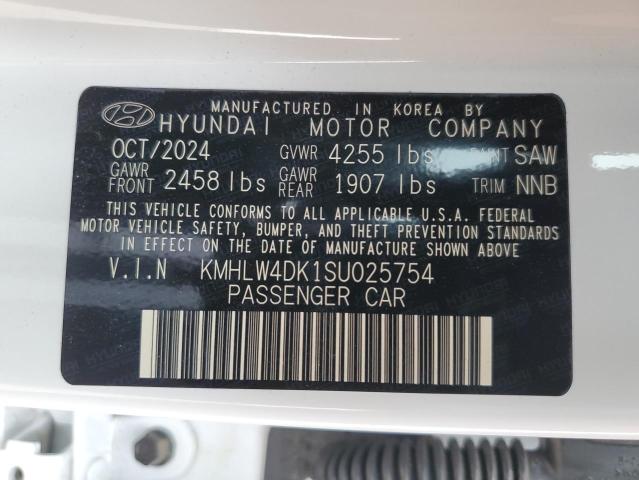 MANUFACTURED. IN KOREA BY
HYUNDAI MOTOR COMPANY
OCT/2024 GVWR 4255 lbs PAINT SAW
GAWR FRONT 2458 lbs GAWR REAR 1907 lbs TRIM NNB
THIS VEHICLE CONFORMS TO ALL APPLICABLE U.S.A. FEDERAL
MOTOR VEHICLE SAFETY, BUMPER, AND THEFT PREVENTION STANDARDS
IN EFFECT ON THE DATE OF MANUFACTURE SHOWN ABOVE
V.I.N KMHLW4DK1SU025754
PASSENGER CAR